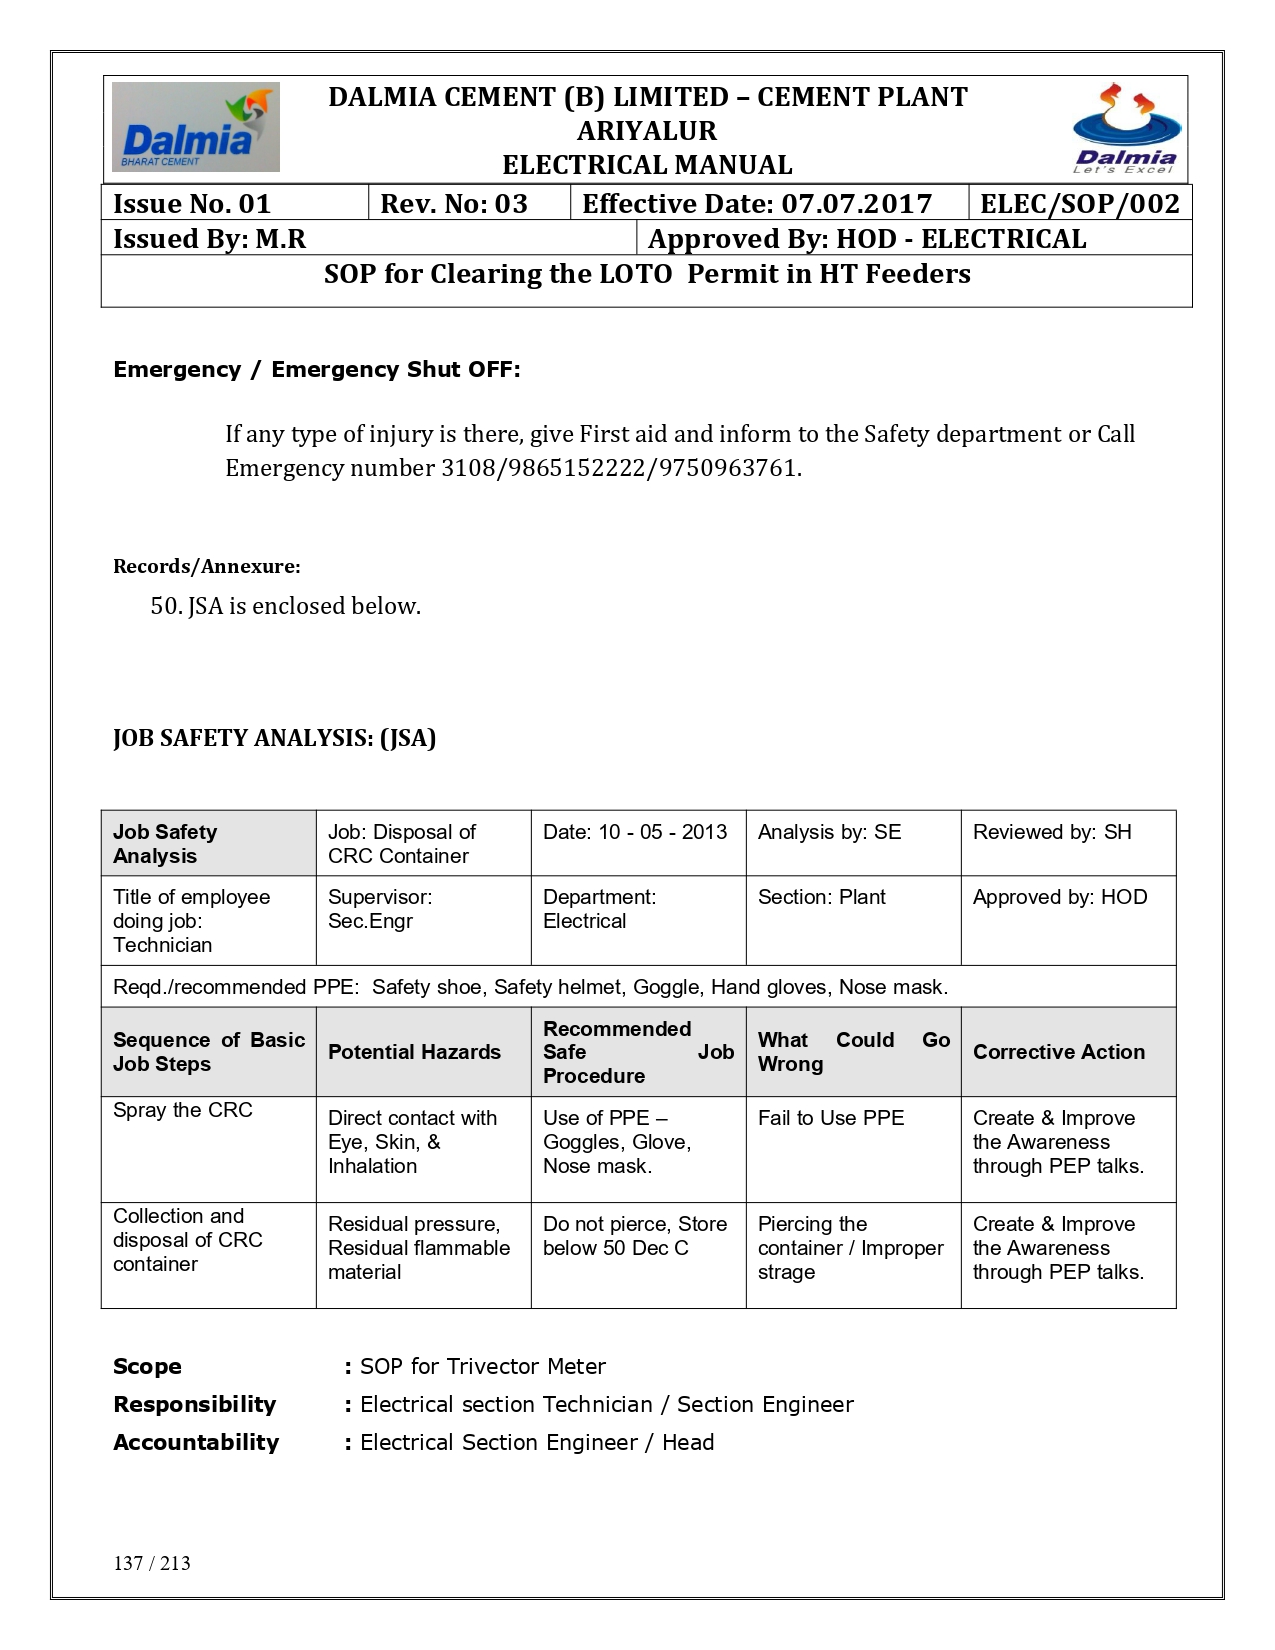 Dalmia
BHARAT CEMENT
DALMIA CEMENT (B) LIMITED – CEMENT PLANT
ARIYALUR
ELECTRICAL MANUAL
Dalmia
Let's Excel
Issue No. 01 Rev. No: 03 Effective Date: 07.07.2017 ELEC/SOP/002
Issued By: M.R Approved By: HOD - ELECTRICAL
SOP for Clearing the LOTO Permit in HT Feeders
Emergency / Emergency Shut OFF:
If any type of injury is there, give First aid and inform to the Safety department or Call
Emergency number 3108/9865152222/9750963761.
Records/Annexure:
50. JSA is enclosed below.
JOB SAFETY ANALYSIS: (JSA)
Job Safety
Analysis
Job: Disposal of
CRC Container
Date: 10 - 05 - 2013
Analysis by: SE
Reviewed by: SH
Title of employee
doing job:
Technician
Supervisor:
Sec.Engr
Department:
Electrical
Section: Plant
Approved by: HOD
Reqd./recommended PPE: Safety shoe, Safety helmet, Goggle, Hand gloves, Nose mask.
Sequence of Basic
Job Steps
Potential Hazards
Recommended
Safe Job
Procedure
What Could Go
Wrong
Corrective Action
Spray the CRC
Direct contact with
Eye, Skin, &
Inhalation
Use of PPE –
Goggles, Glove,
Nose mask.
Fail to Use PPE
Create & Improve
the Awareness
through PEP talks.
Collection and
disposal of CRC
container
Residual pressure,
Residual flammable
material
Do not pierce, Store
below 50 Dec C
Piercing the
container / Improper
strage
Create & Improve
the Awareness
through PEP talks.
Scope : SOP for Trivector Meter
Responsibility : Electrical section Technician / Section Engineer
Accountability : Electrical Section Engineer / Head
137 / 213